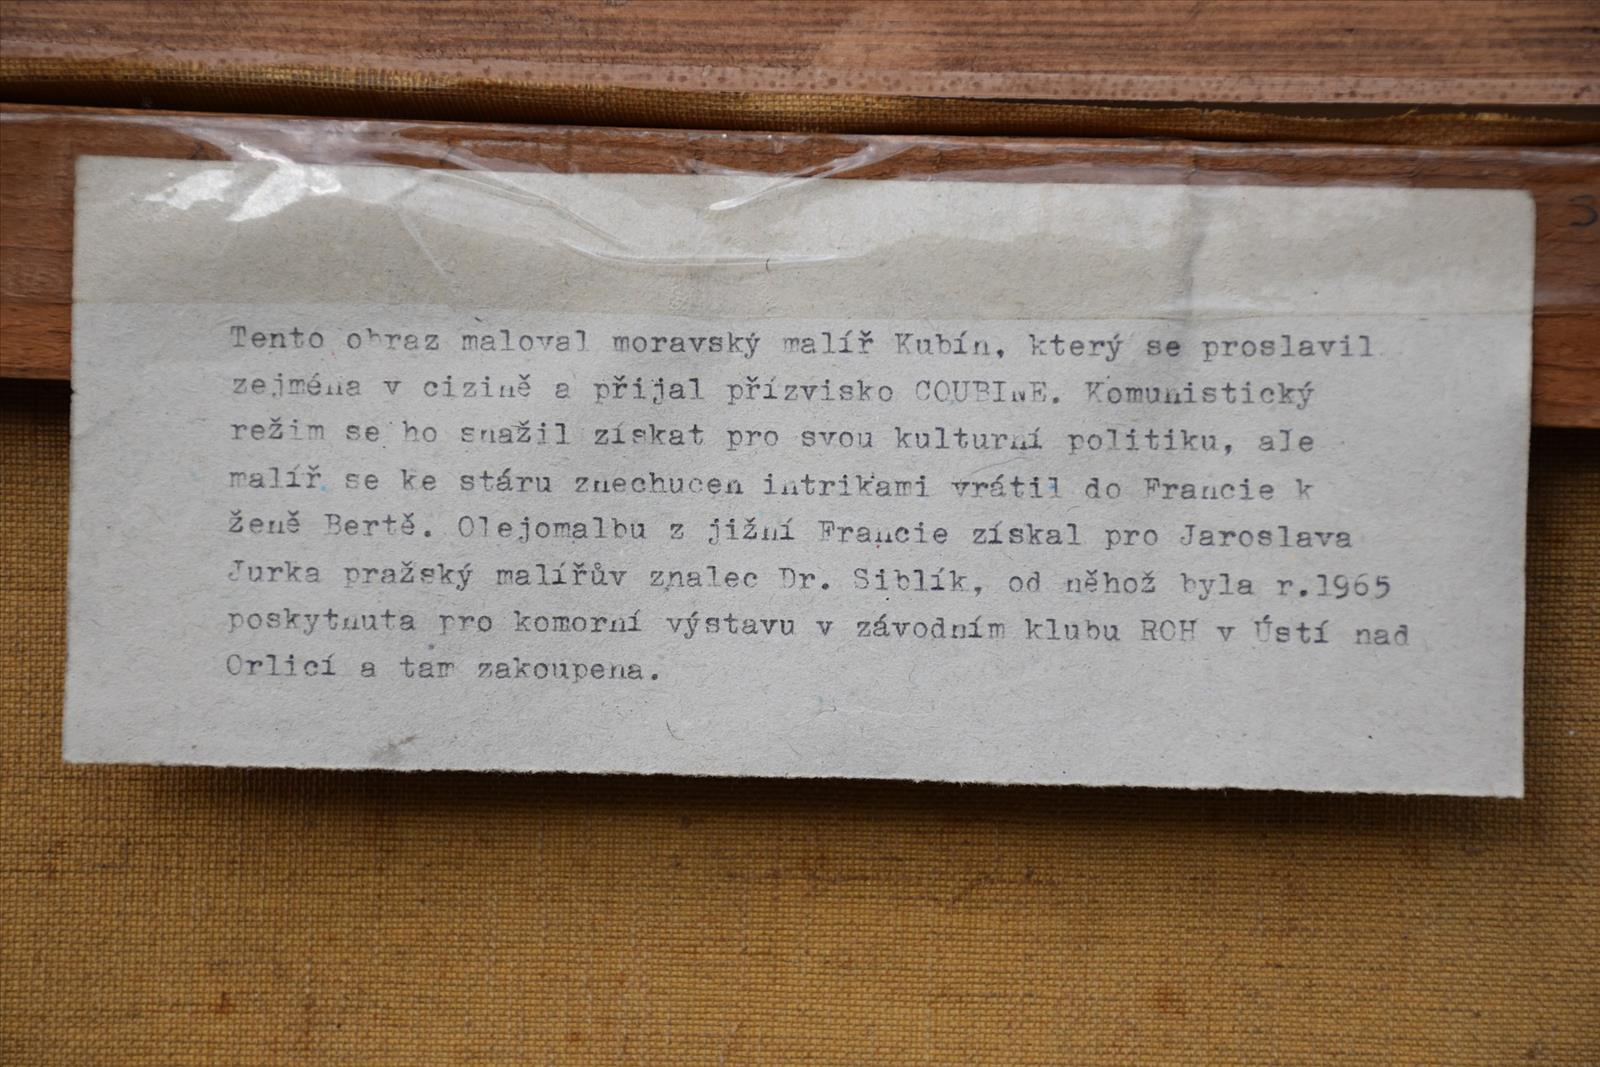 Tento obraz maloval moravský malíř Kubín, který se proslavil
zejména v cizině a přijal přízvisko COUBINE. Komunistický
režim se ho snažil získat pro svou kulturní politiku, ale
malíř se ke stáru znechucen intrikami vrátil do Francie k
ženě Bertě. Olejomalbu z jižní Francie získal pro Jaroslava
Jurka pražský malířův znalec Dr. Siblík, od něhož byla r.1965
poskytnuta pro komorní výstavu v závodním klubu ROH v Ústí nad
Orlicí a tam zakoupena.